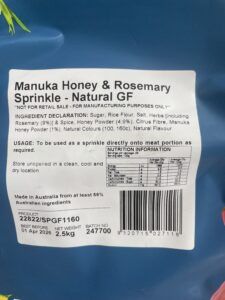 Manuka Honey & Rosemary
Sprinkle - Natural GF
"NOT FOR RETAIL SALE - FOR MANUFACTURING PURPOSES ONLY"
INGREDIENT DECLARATION: Sugar, Rice Flour, Salt, Herbs (including
Rosemary (9%)) & Spice, Honey Powder (4.9%), Citrus Fibre, Manuka
Honey Powder (1%), Natural Colours (100, 160c), Natural Flavour
USAGE: To be used as a sprinkle directly onto meat portion as
required.
NUTRITION INFORMATION
Store unopened in a clean, cool and
dry location
Made in Australia from at least
Australian ingredients
PRODUCT
22822/SPGF1160
BEST BEFORE NET WEIGHT BATCH NO
01 Apr 2026 2.5kg 247700